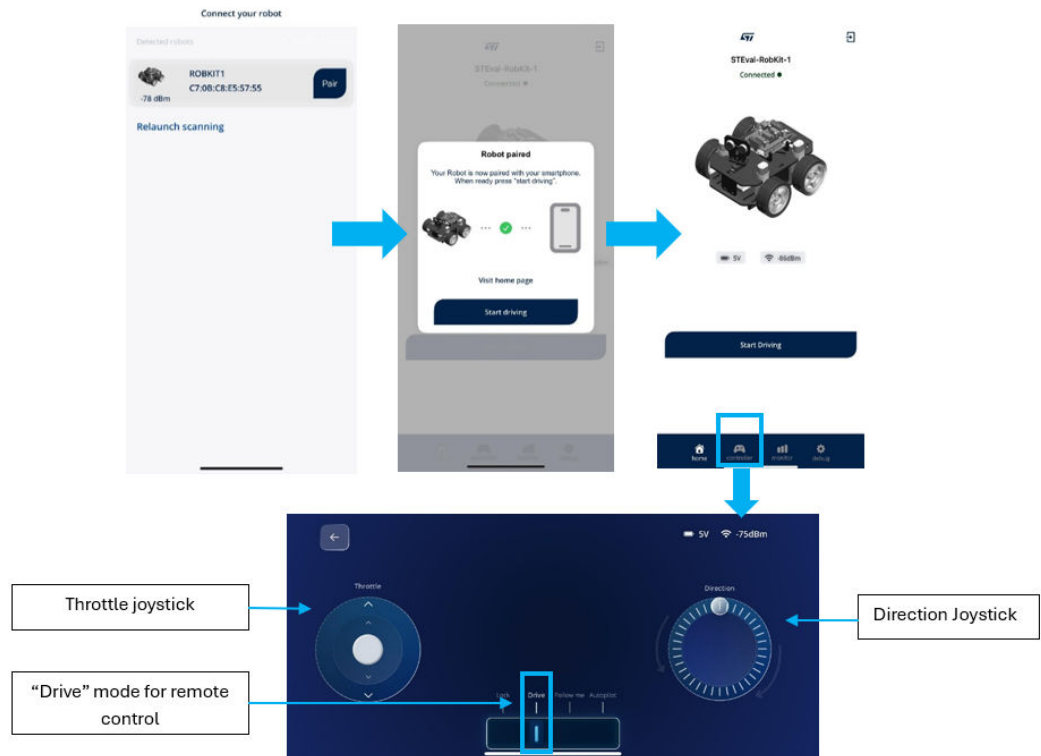 Connect your robot
Detected robots
ROBKIT1
C7:0B:C8:E5:57:55
Pair
-78 dBm
Relaunch scanning
STEval-RobKit-1
Connected
Robot paired
Your Robot is now paired with your smartphone.
When ready press "start driving".
Visit home page
Start driving
STEval-RobKit-1
Connected
5V
-86dBm
Start Driving
home
controller
monitor
debug
5V
-75dBm
Throttle
Direction
Throttle joystick
Direction Joystick
“Drive” mode for remote
control
Lock
Drive
Follow me
Autopilot